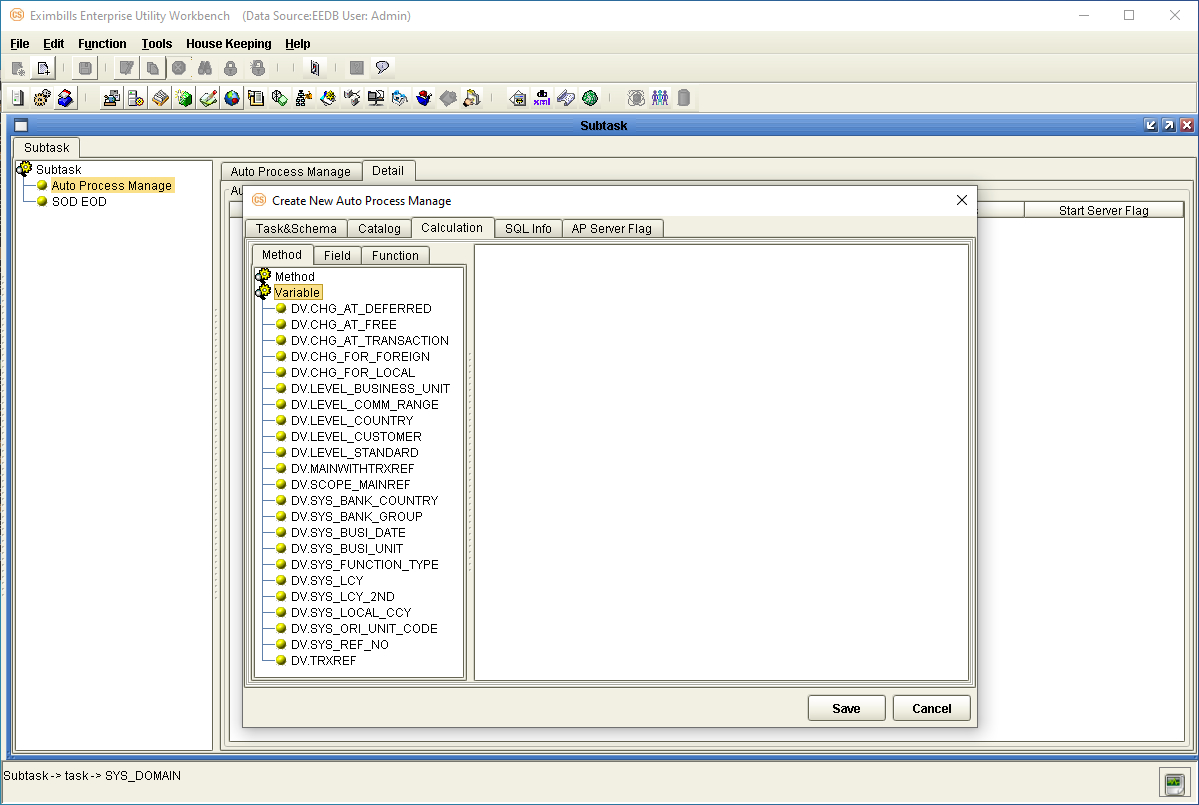 Eximbills Enterprise Utility Workbench (Data Source:EEDB User: Admin)
File Edit Function Tools House Keeping Help
db
xml
Subtask
Subtask
Subtask
Auto Process Manage
SOD EOD
Auto Process Manage Detail
Au
Start Server Flag
CS Create New Auto Process Manage
Task&Schema Catalog Calculation SQL Info AP Server Flag
Method Field Function
Method
Variable
DV.CHG_AT_DEFERRED
DV.CHG_AT_FREE
DV.CHG_AT_TRANSACTION
DV.CHG_FOR_FOREIGN
DV.CHG_FOR_LOCAL
DV.LEVEL_BUSINESS_UNIT
DV.LEVEL_COMM_RANGE
DV.LEVEL_COUNTRY
DV.LEVEL_CUSTOMER
DV.LEVEL_STANDARD
DV.MAINWITHTRXREF
DV.SCOPE_MAINREF
DV.SYS_BANK_COUNTRY
DV.SYS_BANK_GROUP
DV.SYS_BUSI_DATE
DV.SYS_BUSI_UNIT
DV.SYS_FUNCTION_TYPE
DV.SYS_LCY
DV.SYS_LCY_2ND
DV.SYS_LOCAL_CCY
DV.SYS_ORI_UNIT_CODE
DV.SYS_REF_NO
DV.TRXREF
Save Cancel
Subtask -> task -> SYS_DOMAIN